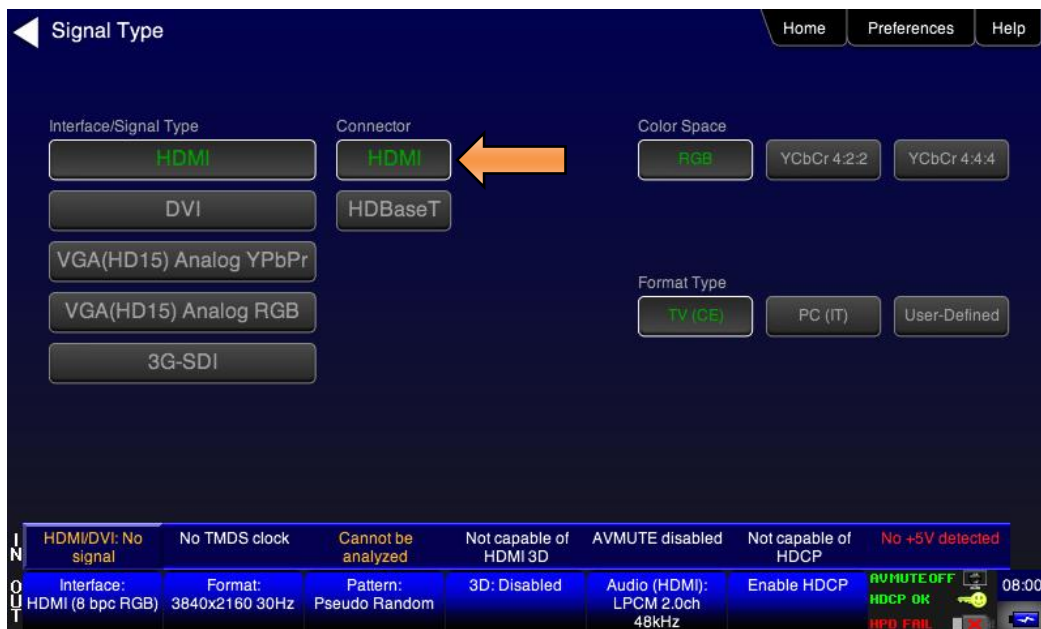 Signal Type
Home
Preferences
Help
Interface/Signal Type
Connector
Color Space
HDMI
HDMI
RGB
YCbCr 4:2:2
YCbCr 4:4:4
DVI
HDBaseT
VGA(HD15) Analog YPbPr
Format Type
VGA(HD15) Analog RGB
TV (CE)
PC (IT)
User-Defined
3G-SDI
IN
HDMI/DVI: No
signal
No TMDS clock
Cannot be
analyzed
Not capable of
HDMI 3D
AVMUTE disabled
Not capable of
HDCP
No +5V detected
OUT
Interface:
HDMI (8 bpc RGB)
Format:
3840x2160 30Hz
Pattern:
Pseudo Random
3D: Disabled
Audio (HDMI):
LPCM 2.0ch
48kHz
Enable HDCP
AVMUTEOFF
HDCP OK
HPD FAIL
08:00